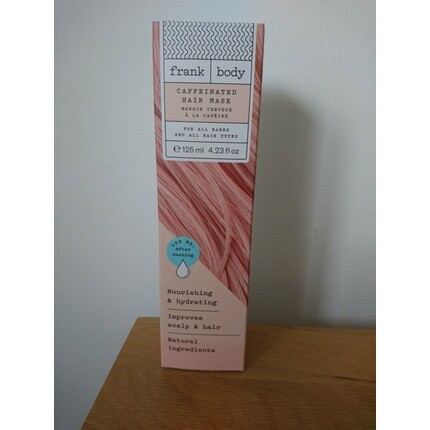 frank body
CAFFEINATED
HAIR MASK
MASQUE CHEVEUX
À LA CAFÉINE
FOR ALL BABES
AND ALL HAIR TYPES
℮ 125 ml 4.23 fl oz
USE ME
after
washing
Nourishing
& hydrating
Improves
scalp & hair
Natural
ingredients